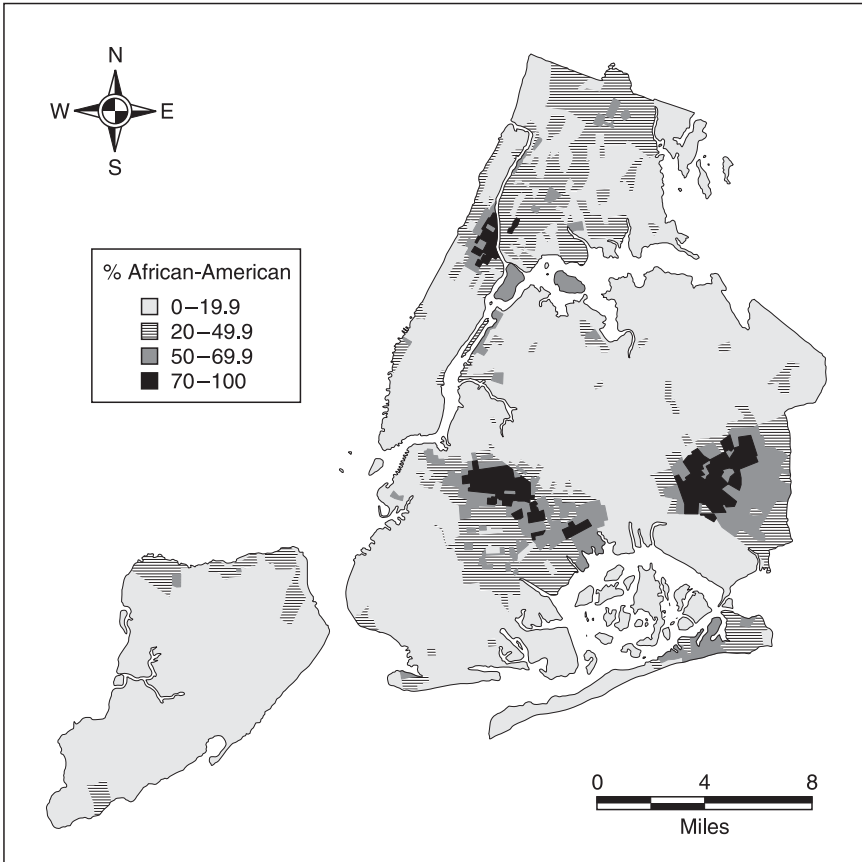 N
W E
S
% African-American
0–19.9
20–49.9
50–69.9
70–100
0 4 8
Miles